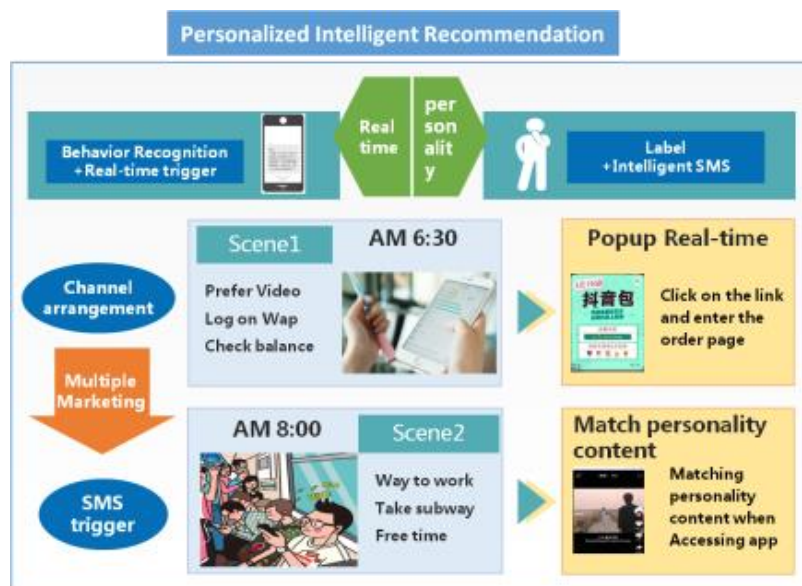 Personalized Intelligent Recommendation
Behavior Recognition
+Real-time trigger
Real
time
per
son
alit
y
Label
+Intelligent SMS
Channel
arrangement
Scene1
AM 6:30
Prefer Video
Log on Wap
Check balance
Popup Real-time
抖音包
Click on the link
and enter the
order page
Multiple
Marketing
SMS
trigger
AM 8:00
Scene2
Way to work
Take subway
Free time
Match personality
content
Matching
personality
content when
Accessing app